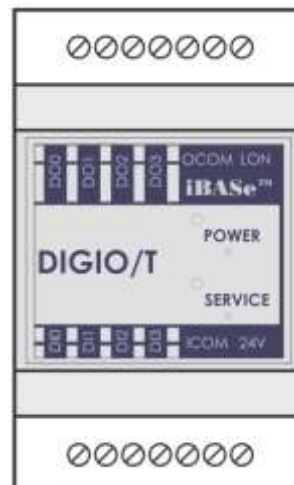 DO0 DO1 DO2 DO3 OCOM LON
iBASe™
POWER
DIGIO/T
SERVICE
DI0 DI1 DI2 DI3 ICOM 24V